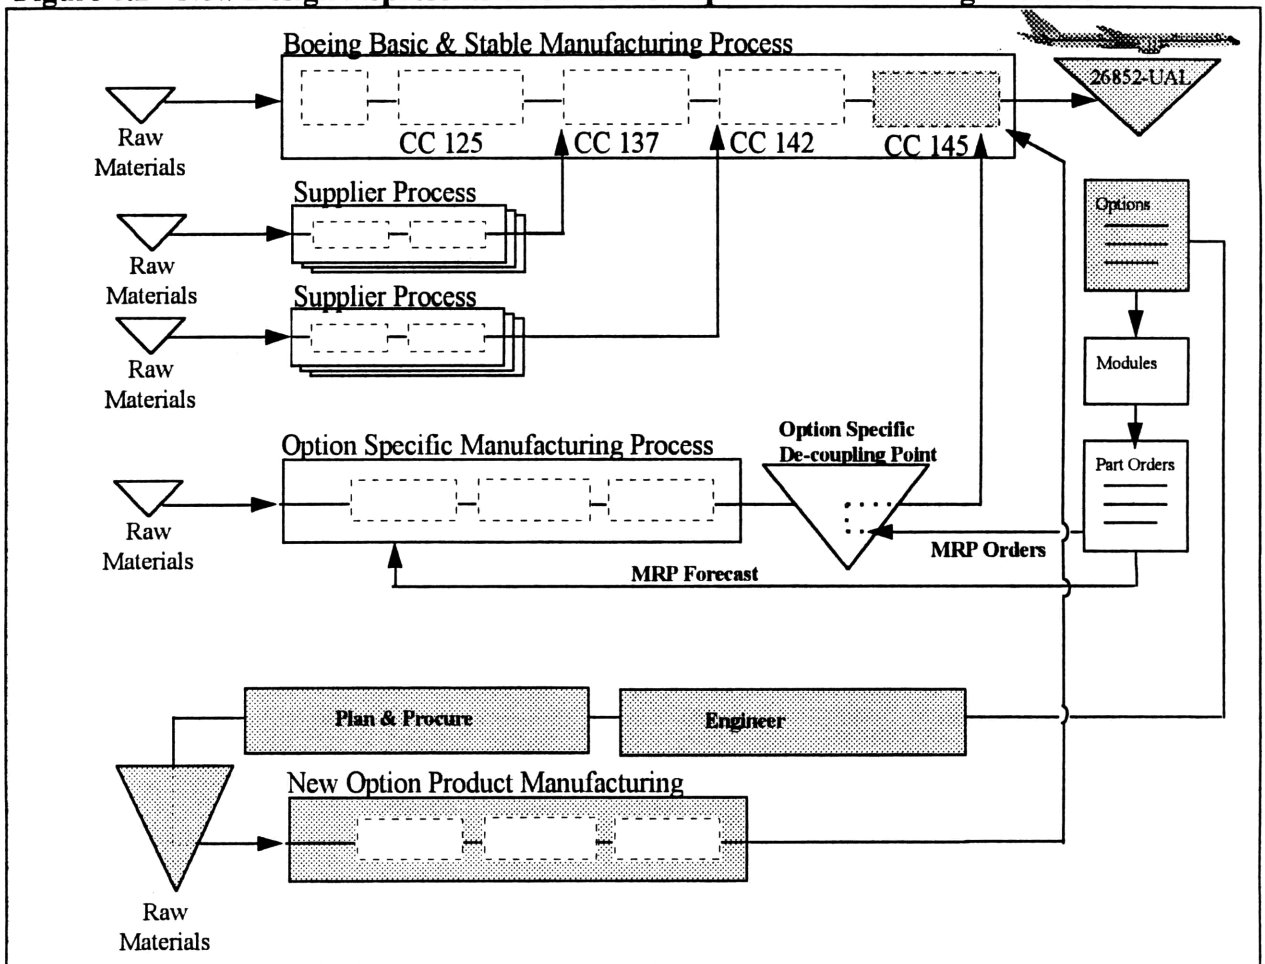 Boeing Basic & Stable Manufacturing Process
26852-UAL
Raw
Materials
CC 125
CC 137
CC 142
CC 145
Supplier Process
Options
Raw
Materials
Supplier Process
Modules
Raw
Materials
Option Specific Manufacturing Process
Option Specific
De-coupling Point
Part Orders
Raw
Materials
MRP Orders
MRP Forecast
Plan & Procure
Engineer
New Option Product Manufacturing
Raw
Materials